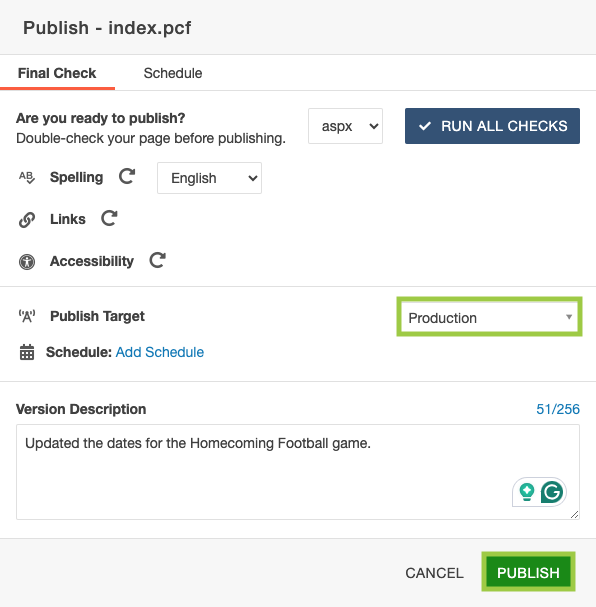 Publish - index.pcf
Final Check
Schedule
Are you ready to publish?
Double-check your page before publishing.
aspx
RUN ALL CHECKS
AB
Spelling
English
Links
Accessibility
Publish Target
Production
Schedule: Add Schedule
Version Description
51/256
Updated the dates for the Homecoming Football game.
CANCEL
PUBLISH